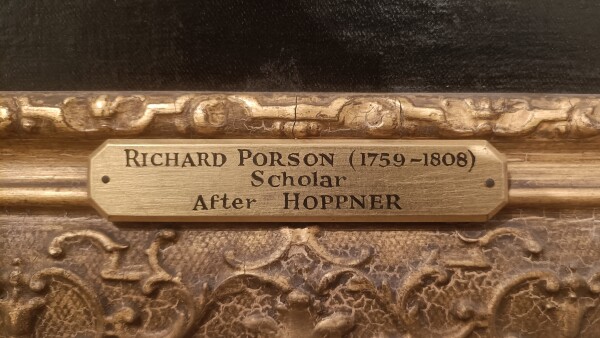 RICHARD PORSON (1759-1808)
Scholar
After HOPPNER